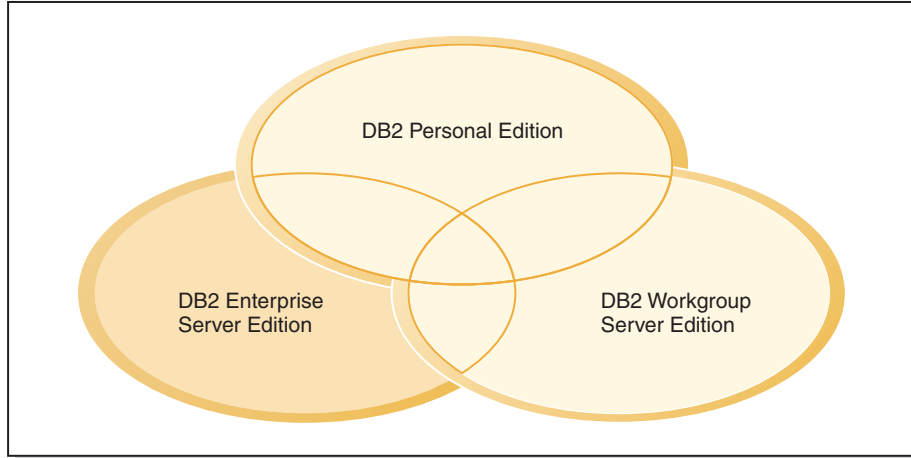 DB2 Personal Edition
DB2 Enterprise
Server Edition
DB2 Workgroup
Server Edition